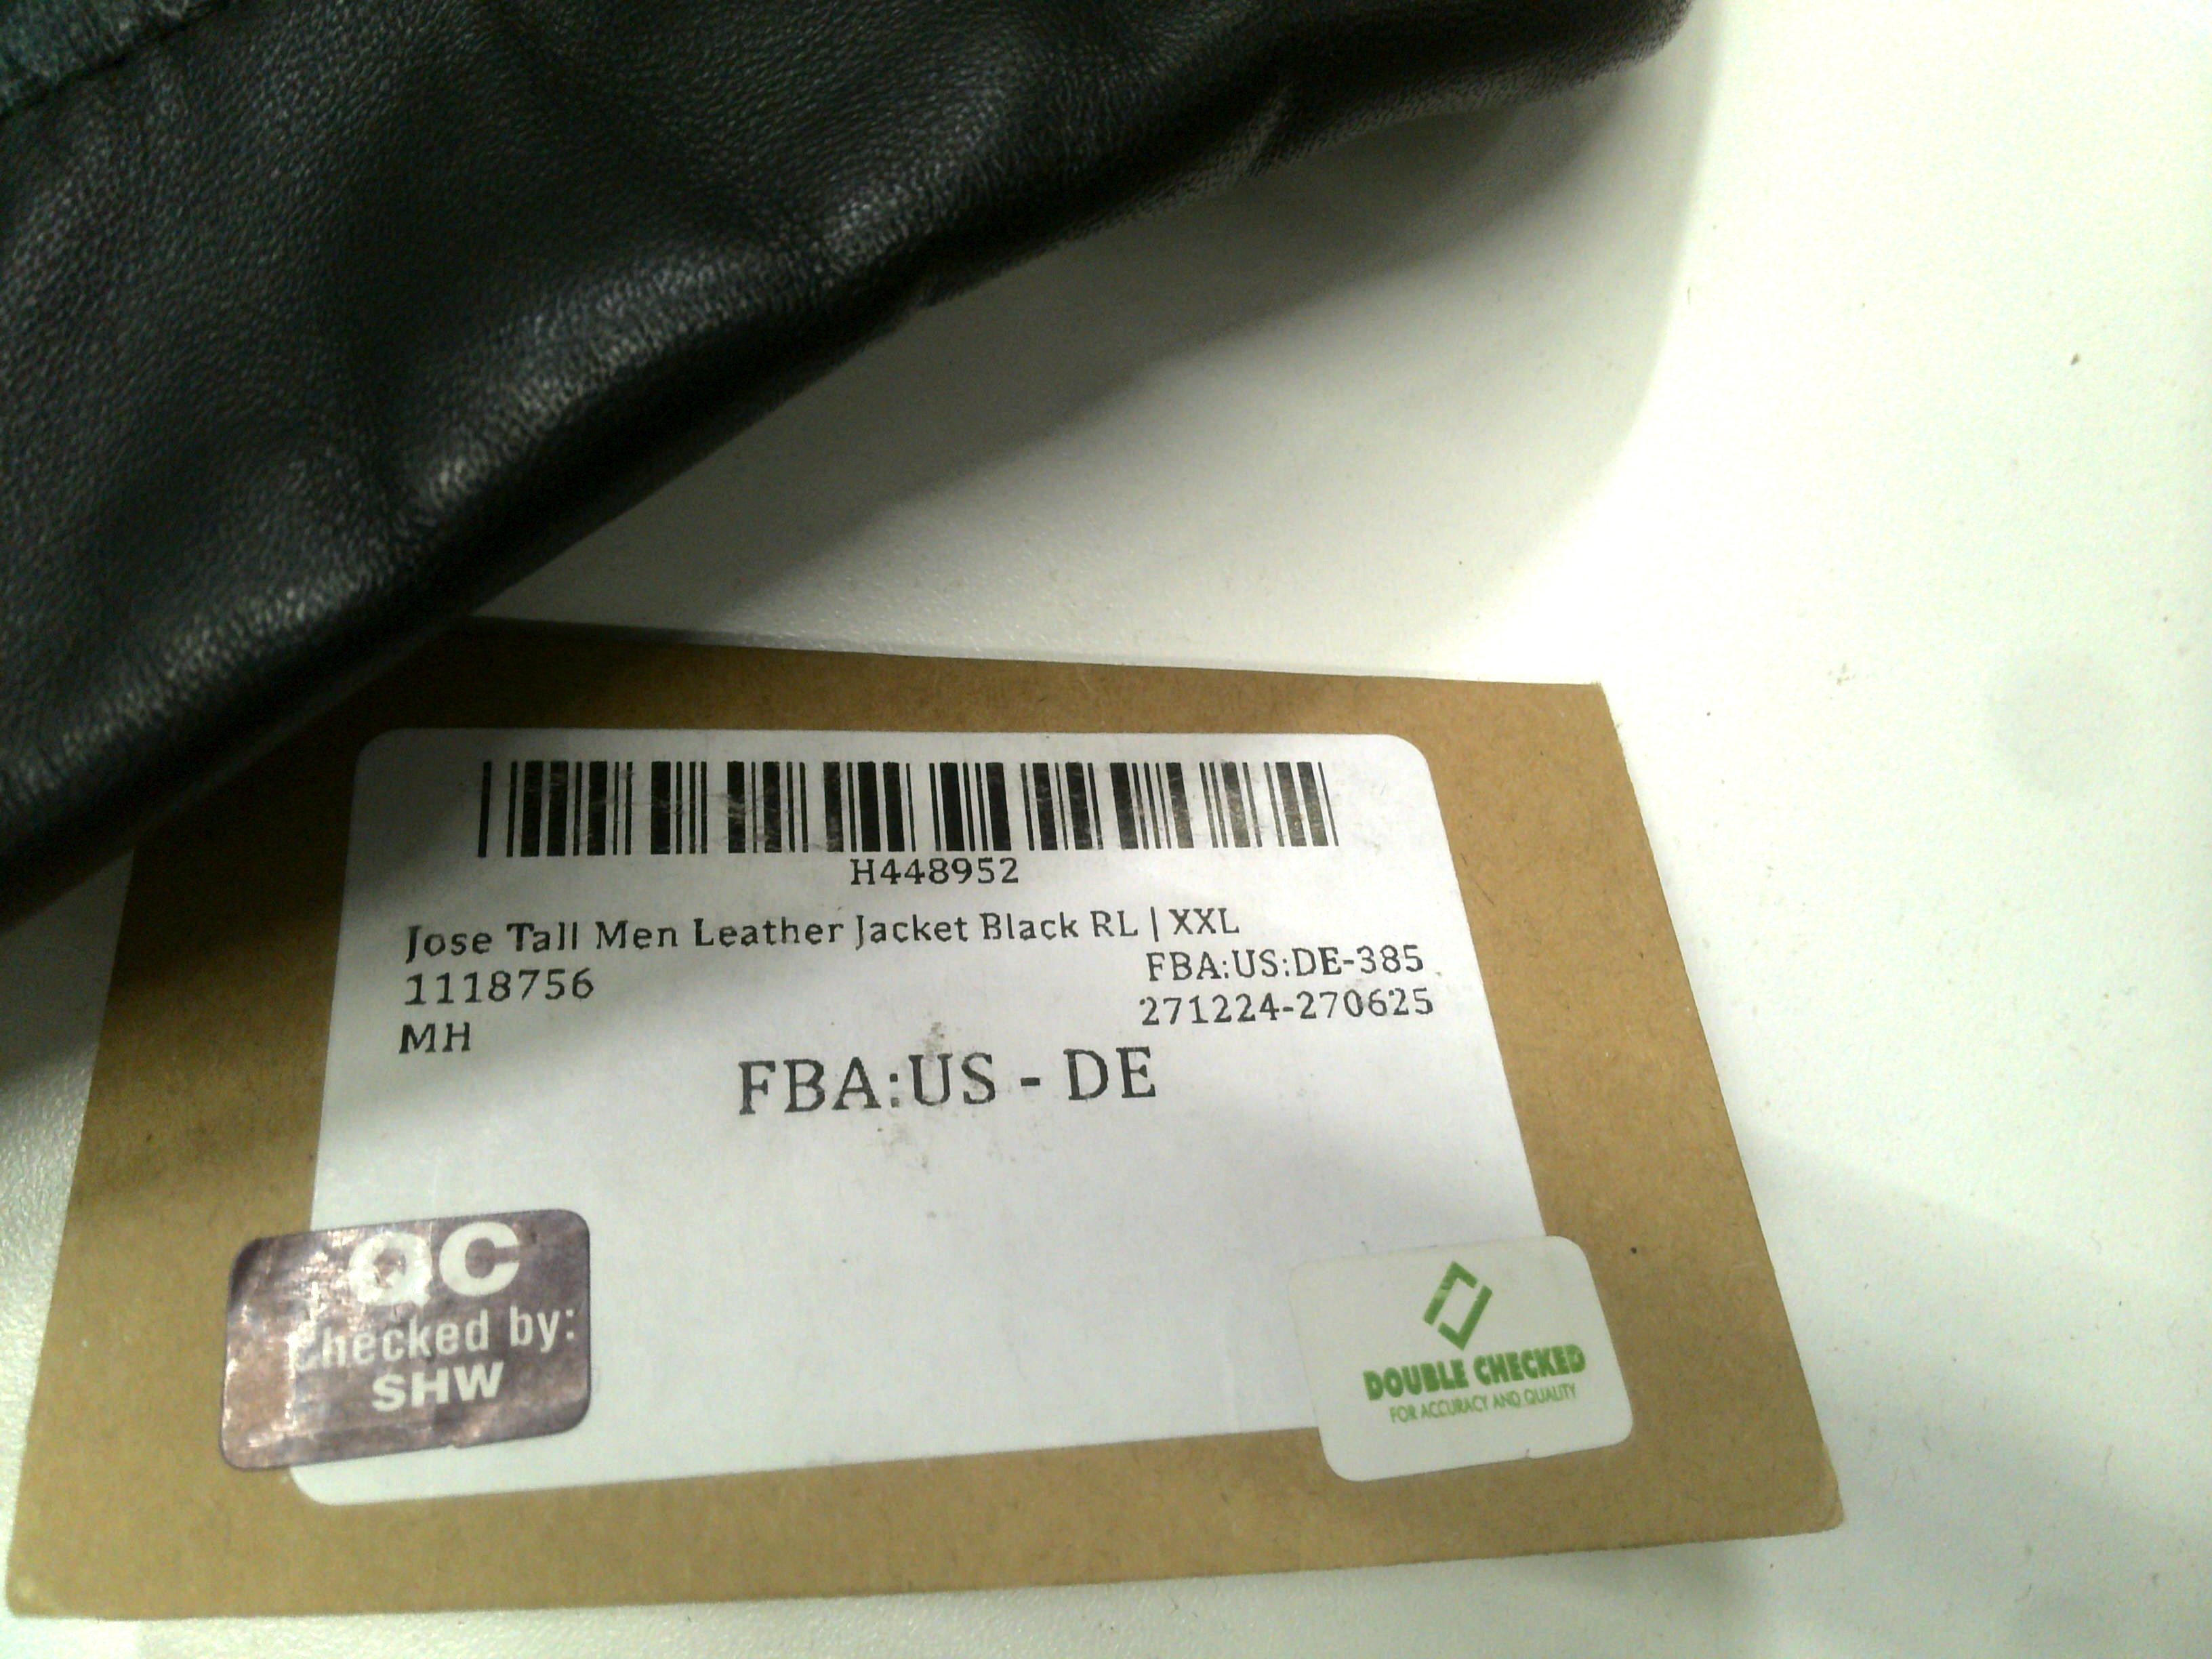 H448952
Jose Tall Men Leather Jacket Black RL | XXL
1118756
FBA:US:DE-385
271224-270625
MH
FBA:US - DE
QC
Checked by:
SHW
DOUBLE CHECKED
FOR ACCURACY AND QUALITY